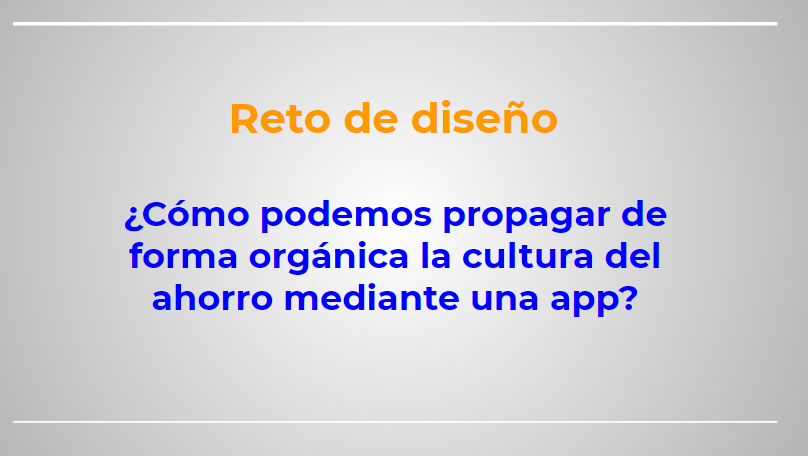 Reto de diseño
¿Cómo podemos propagar de
forma orgánica la cultura del
ahorro mediante una app?